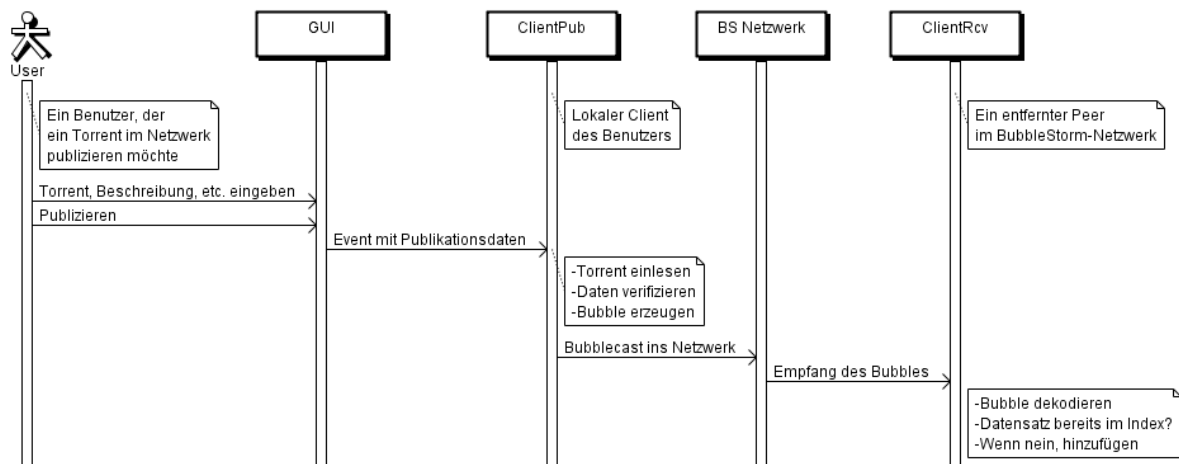 GUI
ClientPub
BS Netzwerk
ClientRcv
User
Ein Benutzer, der
ein Torrent im Netzwerk
publizieren möchte
Lokaler Client
des Benutzers
Ein entfernter Peer
im BubbleStorm-Netzwerk
Torrent, Beschreibung, etc. eingeben
Publizieren
Event mit Publikationsdaten
-Torrent einlesen
-Daten verifizieren
-Bubble erzeugen
Bubblecast ins Netzwerk
Empfang des Bubbles
-Bubble dekodieren
-Datensatz bereits im Index?
-Wenn nein, hinzufügen